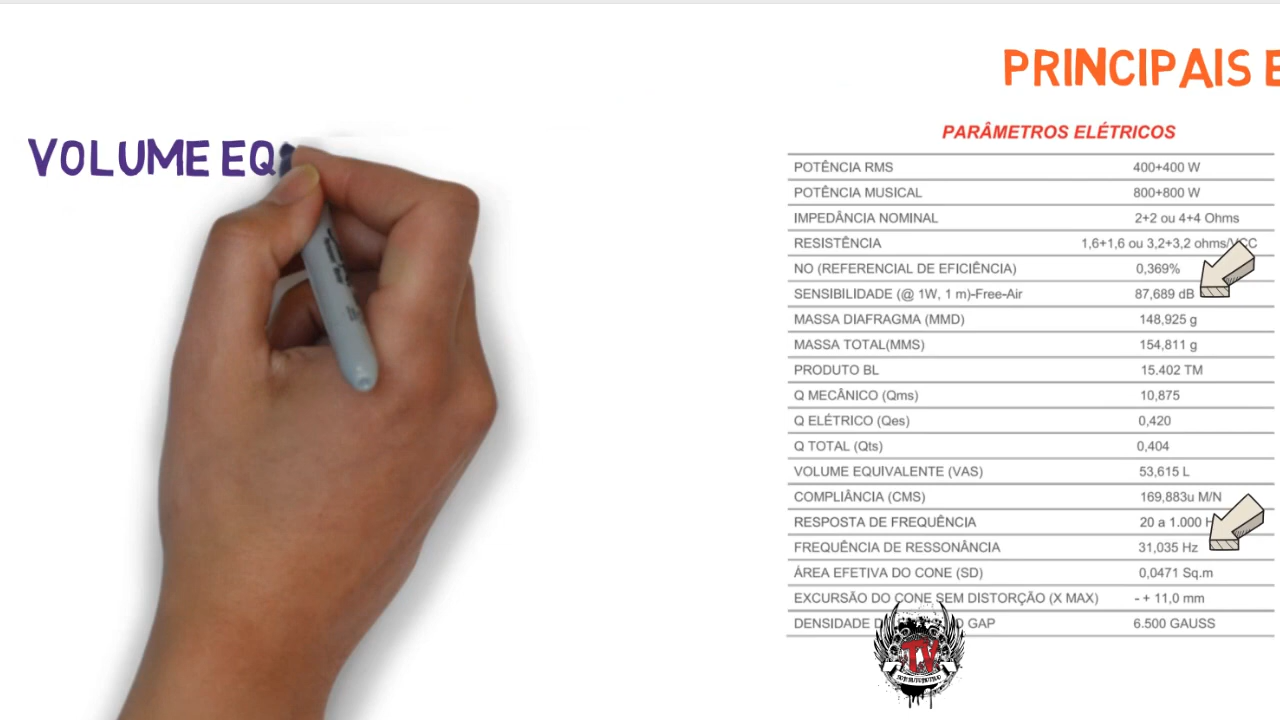 PRINCIPAIS E
VOLUME EQ
PARÂMETROS ELÉTRICOS
POTÊNCIA RMS 400+400 W
POTÊNCIA MUSICAL 800+800 W
IMPEDÂNCIA NOMINAL 2+2 ou 4+4 Ohms
RESISTÊNCIA 1,6+1,6 ou 3,2+3,2 ohms/VCC
NO (REFERENCIAL DE EFICIÊNCIA) 0,369%
SENSIBILIDADE (@ 1W, 1 m)-Free-Air 87,689 dB
MASSA DIAFRAGMA (MMD) 148,925 g
MASSA TOTAL(MMS) 154,811 g
PRODUTO BL 15.402 TM
Q MECÂNICO (Qms) 10,875
Q ELÉTRICO (Qes) 0,420
Q TOTAL (Qts) 0,404
VOLUME EQUIVALENTE (VAS) 53,615 L
COMPLIÂNCIA (CMS) 169,883u M/N
RESPOSTA DE FREQUÊNCIA 20 a 1.000 H
FREQUÊNCIA DE RESSONÂNCIA 31,035 Hz
ÁREA EFETIVA DO CONE (SD) 0,0471 Sq.m
EXCURSÃO DO CONE SEM DISTORÇÃO (X MAX) - + 11,0 mm
DENSIDADE D GAP 6.500 GAUSS
TV
SOM AUTOMOTIVO